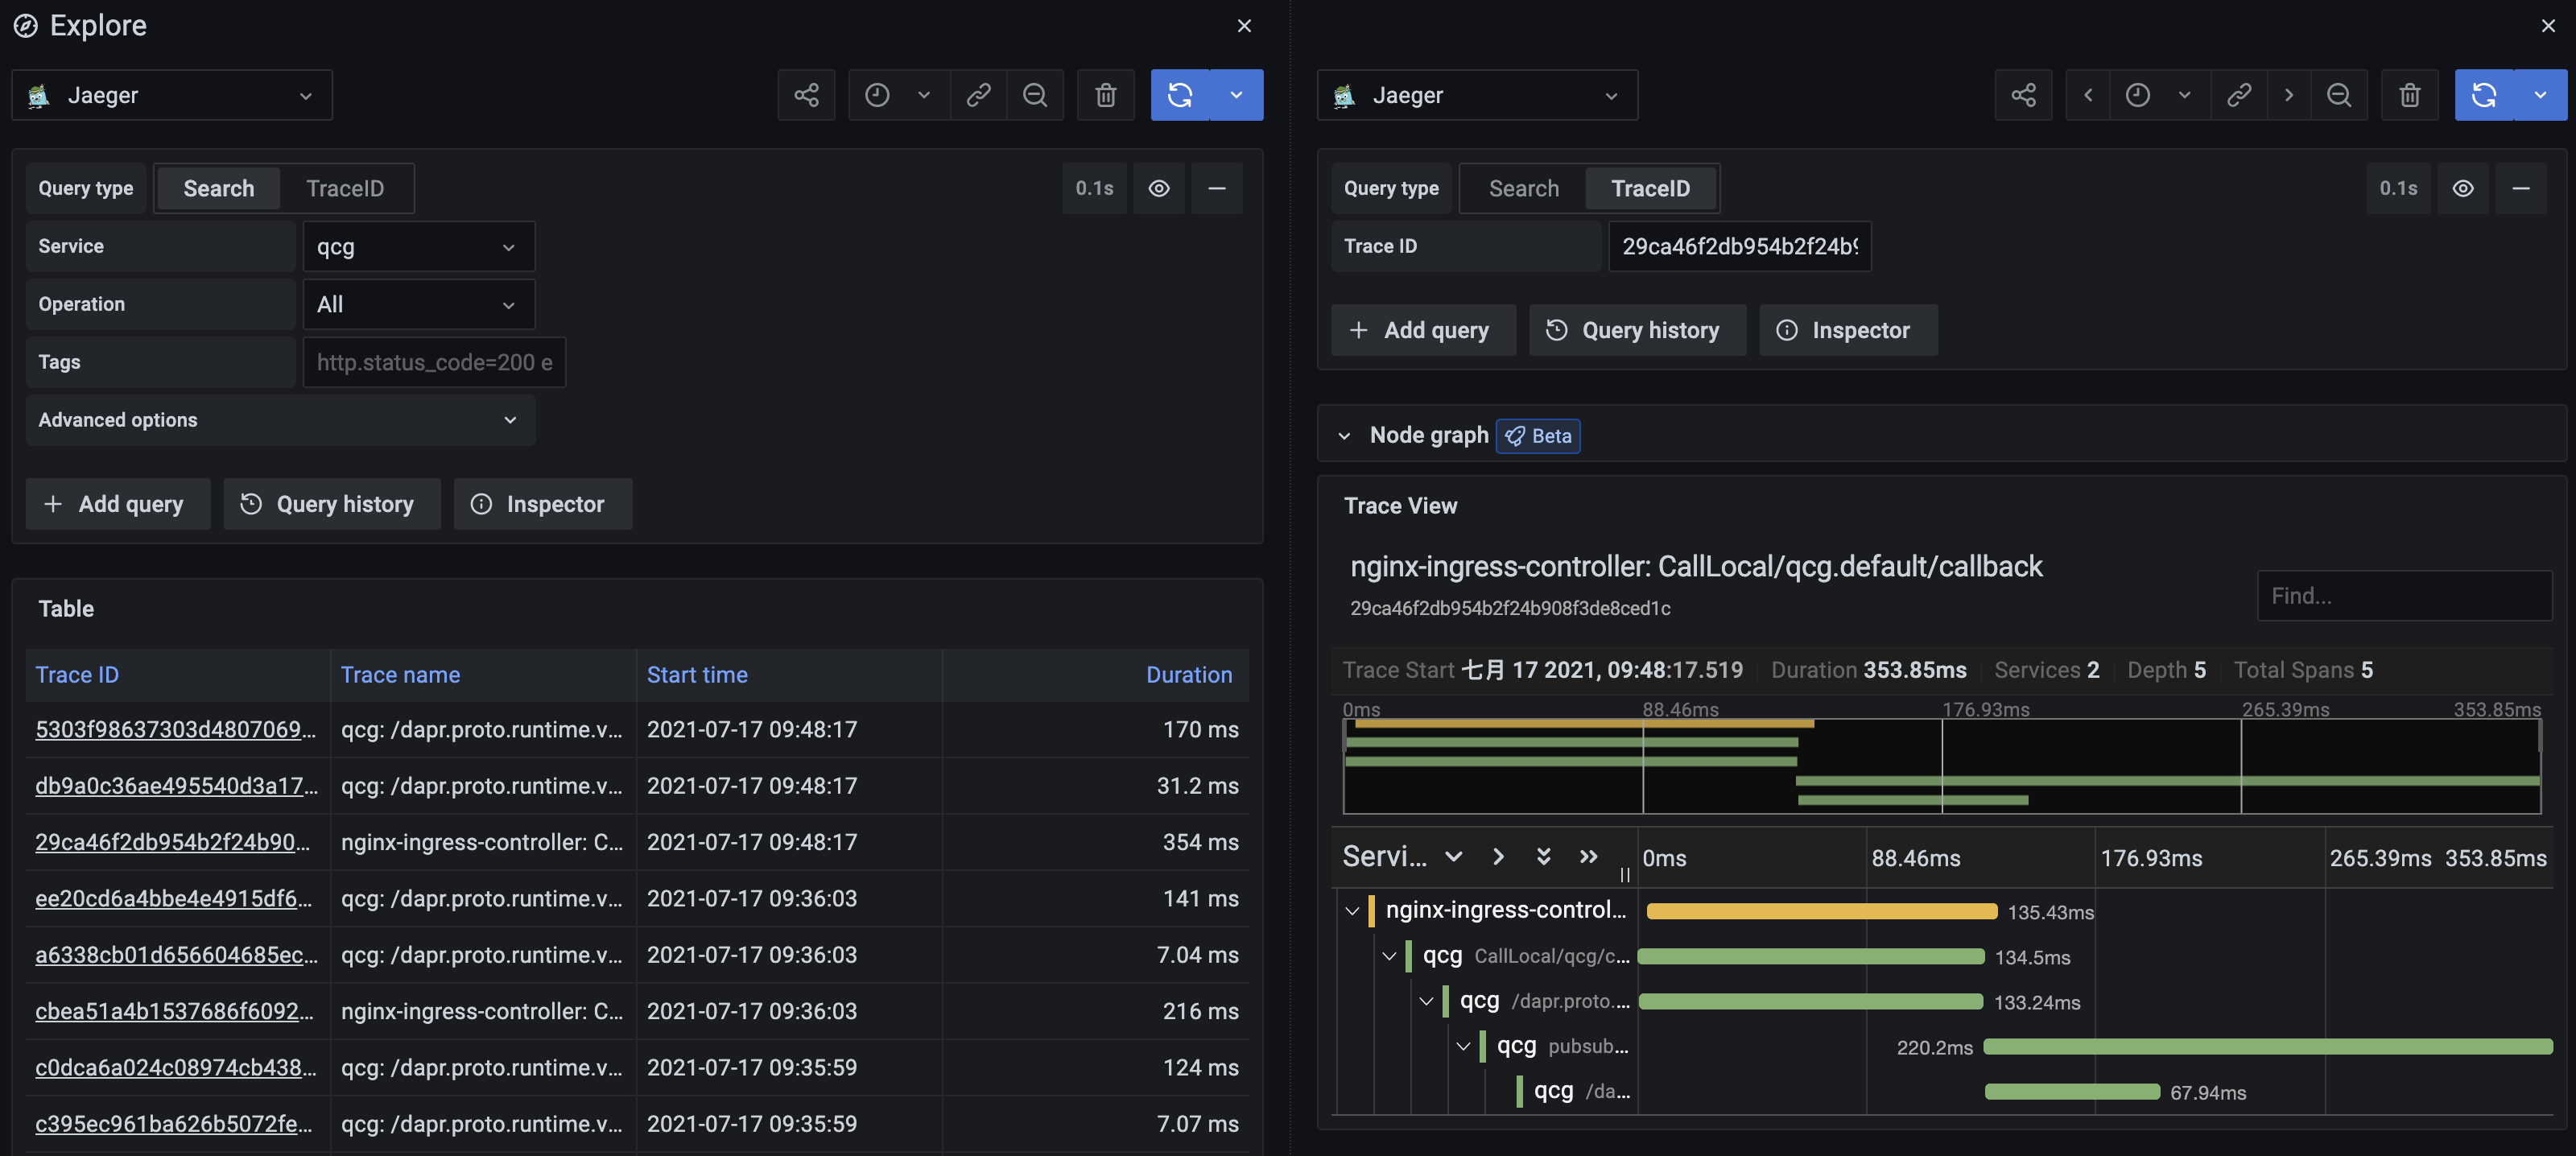 Explore
Jaeger
Query type Search TraceID 0.1s
Service qcg
Operation All
Tags http.status_code=200 e
Advanced options
Add query Query history Inspector
Table
Trace ID Trace name Start time Duration
5303f98637303d4807069... qcg: /dapr.proto.runtime.v... 2021-07-17 09:48:17 170 ms
db9a0c36ae495540d3a17... qcg: /dapr.proto.runtime.v... 2021-07-17 09:48:17 31.2 ms
29ca46f2db954b2f24b90... nginx-ingress-controller: C... 2021-07-17 09:48:17 354 ms
ee20cd6a4bbe4e4915df6... qcg: /dapr.proto.runtime.v... 2021-07-17 09:36:03 141 ms
a6338cb01d656604685ec... qcg: /dapr.proto.runtime.v... 2021-07-17 09:36:03 7.04 ms
cbea51a4b1537686f6092... nginx-ingress-controller: C... 2021-07-17 09:36:03 216 ms
c0dca6a024c08974cb438... qcg: /dapr.proto.runtime.v... 2021-07-17 09:35:59 124 ms
c395ec961ba626b5072fe... qcg: /dapr.proto.runtime.v... 2021-07-17 09:35:59 7.07 ms
Jaeger
Query type Search TraceID 0.1s
Trace ID 29ca46f2db954b2f24b9
Add query Query history Inspector
Node graph Beta
Trace View
nginx-ingress-controller: CallLocal/qcg.default/callback
29ca46f2db954b2f24b908f3de8ced1c
Find...
Trace Start 七月 17 2021, 09:48:17.519 Duration 353.85ms Services 2 Depth 5 Total Spans 5
0ms 88.46ms 176.93ms 265.39ms 353.85ms
Servi... 0ms 88.46ms 176.93ms 265.39ms 353.85ms
nginx-ingress-control... 135.43ms
qcg CallLocal/qcg/c... 134.5ms
qcg /dapr.proto.... 133.24ms
qcg pubsub... 220.2ms
qcg /da... 67.94ms